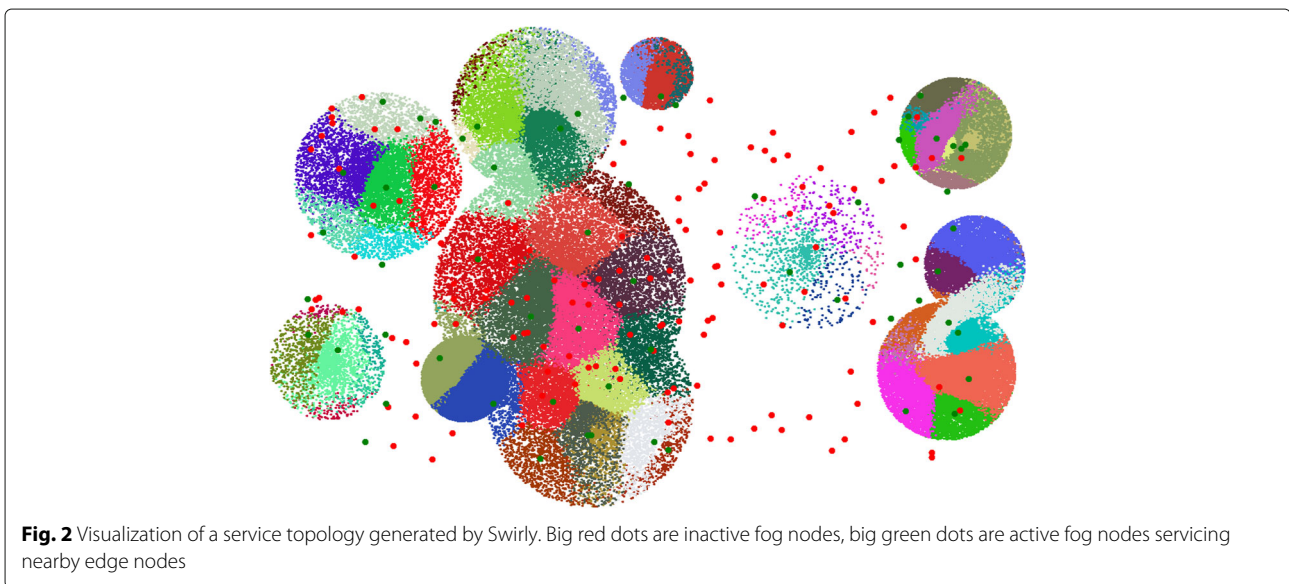 Fig. 2 Visualization of a service topology generated by Swirly. Big red dots are inactive fog nodes, big green dots are active fog nodes servicing
nearby edge nodes